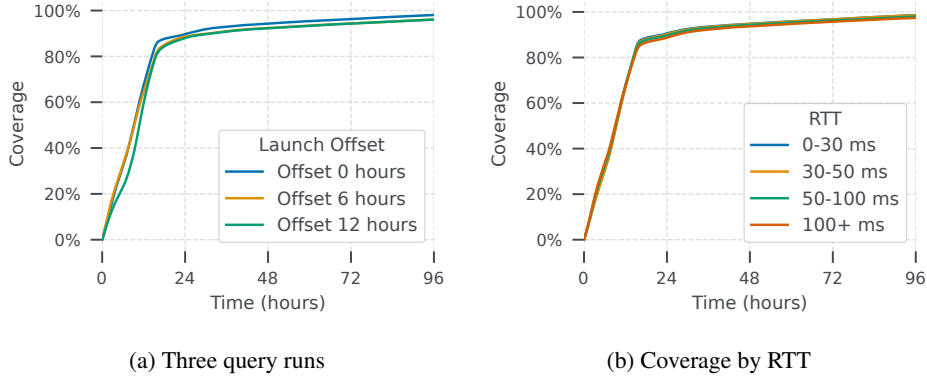 100%
80%
60%
40%
20%
0%
Coverage
Launch Offset
Offset 0 hours
Offset 6 hours
Offset 12 hours
0 24 48 72 96
Time (hours)
(a) Three query runs
100%
80%
60%
40%
20%
0%
Coverage
RTT
0-30 ms
30-50 ms
50-100 ms
100+ ms
0 24 48 72 96
Time (hours)
(b) Coverage by RTT